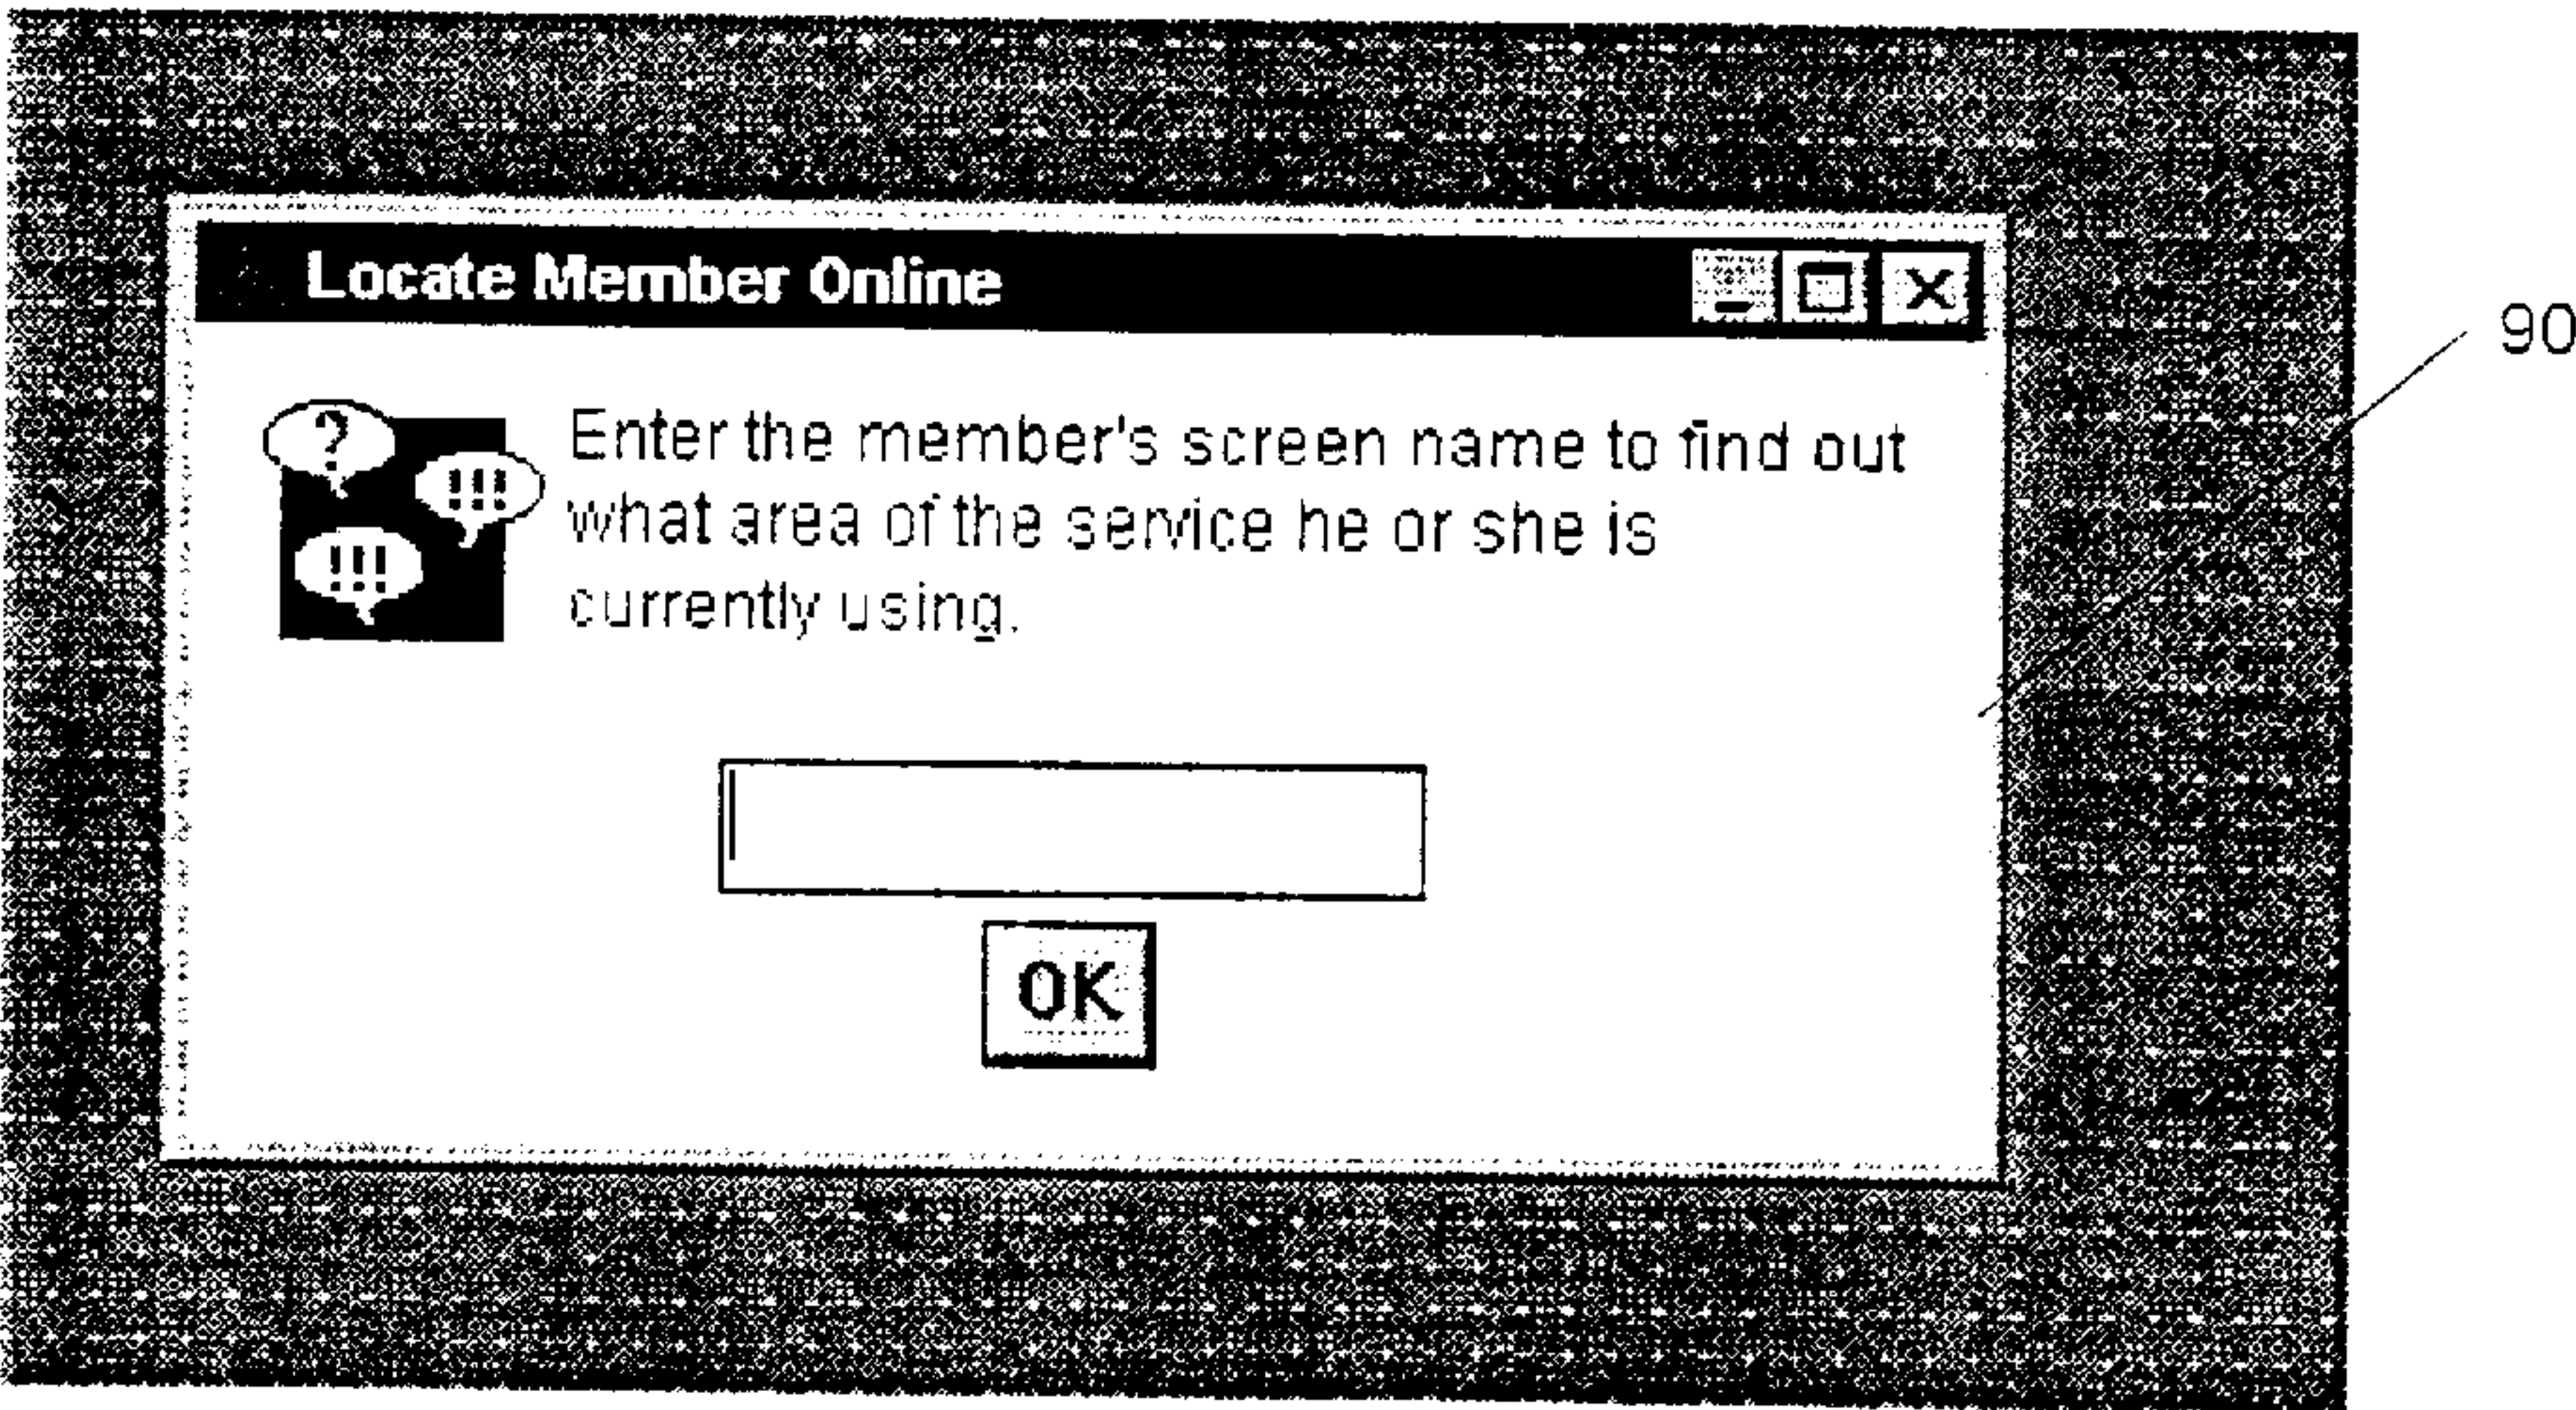 Locate Member Online
90
? Enter the member's screen name to find out
!!! what area of the service he or she is
!!! currently using.
OK